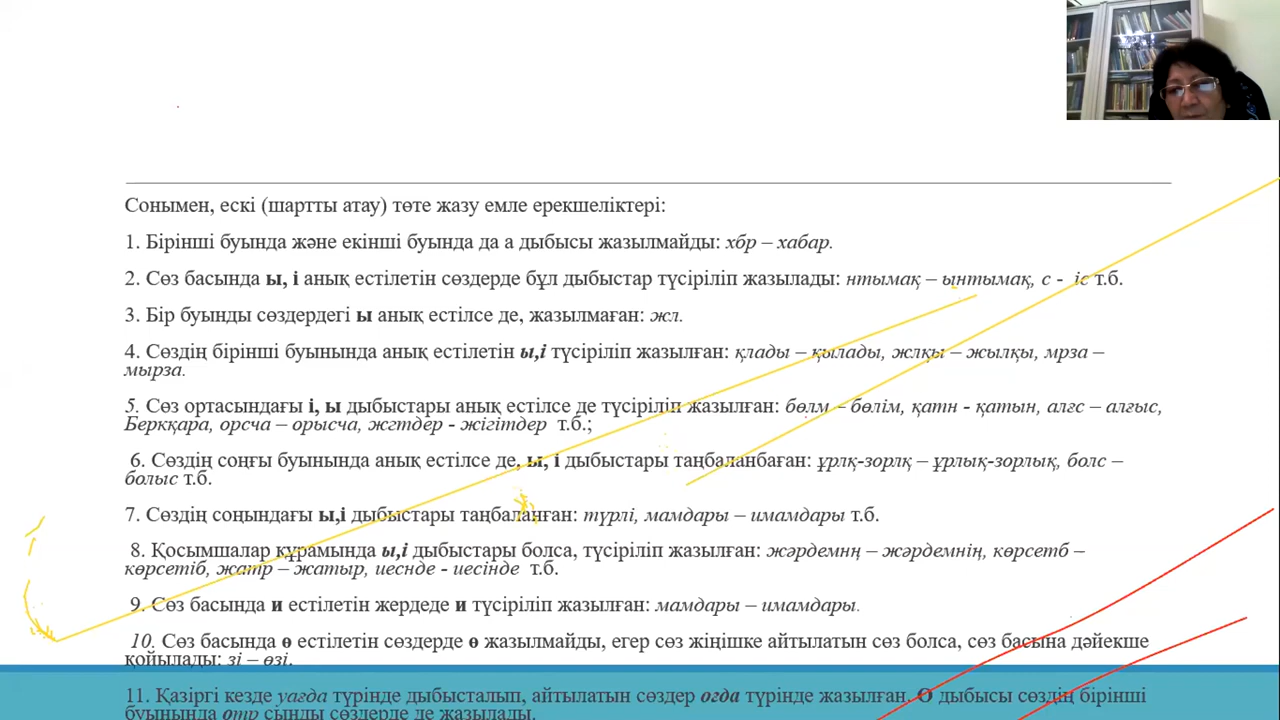 Сонымен, ескі (шартты атау) төте жазу емле ерекшеліктері:
1. Бірінші буында және екінші буында да а дыбысы жазылмайды: хбр – хабар.
2. Сөз басында ы, і анық естілетін сөздерде бұл дыбыстар түсіріліп жазылады: нтымақ – ынтымақ, с - іс т.б.
3. Бір буынды сөздердегі ы анық естілсе де, жазылмаған: жл.
4. Сөздің бірінші буынында анық естілетін ы,і түсіріліп жазылған: қлады – қылады, жлқы – жылқы, мрза –
мырза.
5. Сөз ортасындағы і, ы дыбыстары анық естілсе де түсіріліп жазылған: бөлм – бөлім, қатн - қатын, алғс – алғыс,
Берққара, орсча – орысча, жгтдер - жігітдер т.б.;
6. Сөздің соңғы буынында анық естілсе де, ы, і дыбыстары таңбаланбаған: ұрлқ-зорлқ – ұрлық-зорлық, болс –
болыс т.б.
7. Сөздің соңындағы ы,і дыбыстары таңбаланған: түрлі, мамдары – имамдары т.б.
8. Қосымшалар құрамында ы,і дыбыстары болса, түсіріліп жазылған: жәрдемнң – жәрдемнің, көрсетб –
көрсетіб, жатр – жатыр, иеснде - иесінде т.б.
9. Сөз басында и естілетін жердеде и түсіріліп жазылған: мамдары – имамдары.
10. Сөз басында ө естілетін сөздерде ө жазылмайды, егер сөз жіңішке айтылатын сөз болса, сөз басына дәйекше
қойылады: зі – өзі.
11. Қазіргі кезде уағда түрінде дыбысталып, айтылатын сөздер оғда түрінде жазылған. О дыбысы сөздің бірінші
буынында отр сынды сөздерде де жазылады.